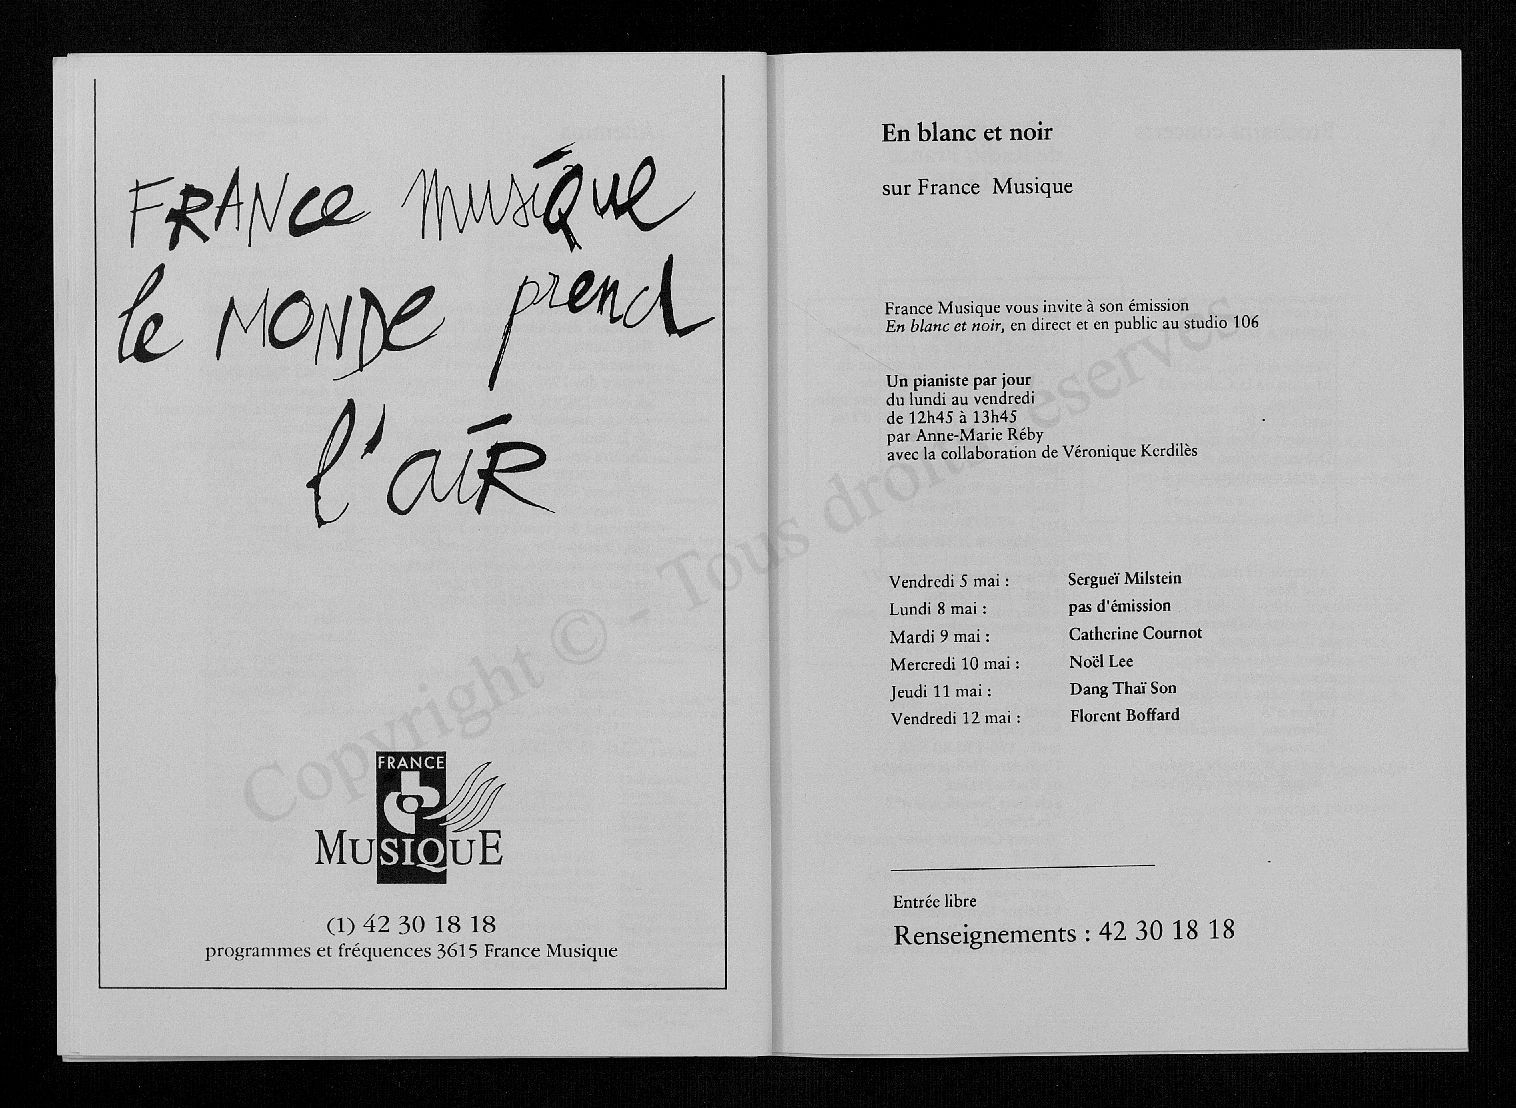 FRANCE musique
le MONDE prend
l'aiR
FRANCE
MUSIQUE
(1) 42 30 18 18
programmes et fréquences 3615 France Musique
En blanc et noir
sur France Musique
France Musique vous invite à son émission
En blanc et noir, en direct et en public au studio 106
Un pianiste par jour
du lundi au vendredi
de 12h45 à 13h45
par Anne-Marie Réby
avec la collaboration de Véronique Kerdilès
Vendredi 5 mai : Sergueï Milstein
Lundi 8 mai : pas d'émission
Mardi 9 mai : Catherine Cournot
Mercredi 10 mai : Noël Lee
Jeudi 11 mai : Dang Thaï Son
Vendredi 12 mai : Florent Boffard
Entrée libre
Renseignements : 42 30 18 18
Copyright © - Tous droits réservés